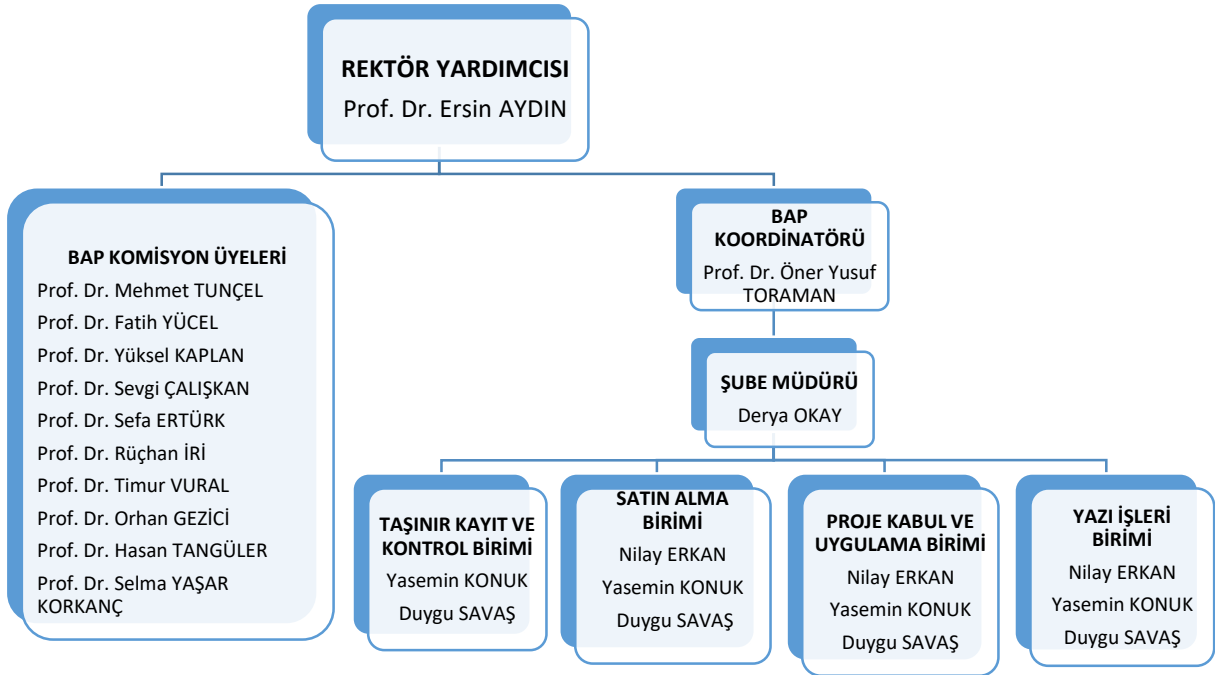 REKTÖR YARDIMCISI
Prof. Dr. Ersin AYDIN
BAP KOMİSYON ÜYELERİ
Prof. Dr. Mehmet TUNÇEL
Prof. Dr. Fatih YÜCEL
Prof. Dr. Yüksel KAPLAN
Prof. Dr. Sevgi ÇALIŞKAN
Prof. Dr. Sefa ERTÜRK
Prof. Dr. Rüçhan İRİ
Prof. Dr. Timur VURAL
Prof. Dr. Orhan GEZİCİ
Prof. Dr. Hasan TANGÜLER
Prof. Dr. Selma YAŞAR
KORKANÇ
BAP
KOORDİNATÖRÜ
Prof. Dr. Öner Yusuf
TORAMAN
ŞUBE MÜDÜRÜ
Derya OKAY
TAŞINIR KAYIT VE
KONTROL BİRİMİ
Yasemin KONUK
Duygu SAVAŞ
SATIN ALMA
BİRİMİ
Nilay ERKAN
Yasemin KONUK
Duygu SAVAŞ
PROJE KABUL VE
UYGULAMA BİRİMİ
Nilay ERKAN
Yasemin KONUK
Duygu SAVAŞ
YAZI İŞLERİ
BİRİMİ
Nilay ERKAN
Yasemin KONUK
Duygu SAVAŞ